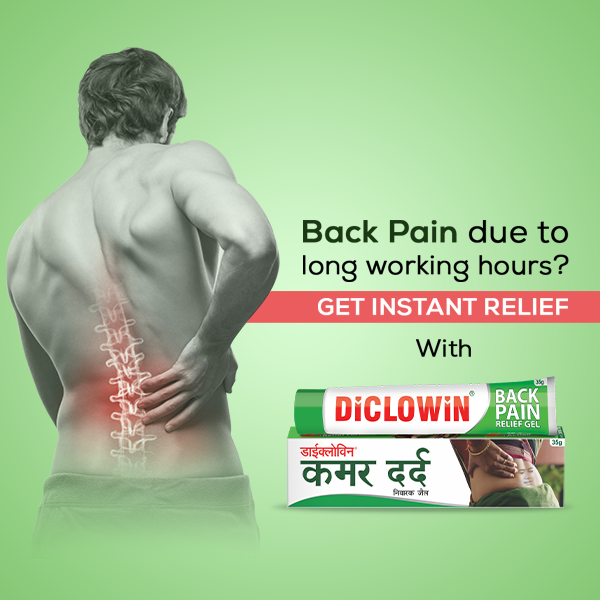 Back Pain due to
long working hours?
GET INSTANT RELIEF
With
35g
DiCLOWiN®
BACK
PAIN
RELIEF GEL
डाईक्लोविन®
कमर दर्द
निवारक जैल
35g